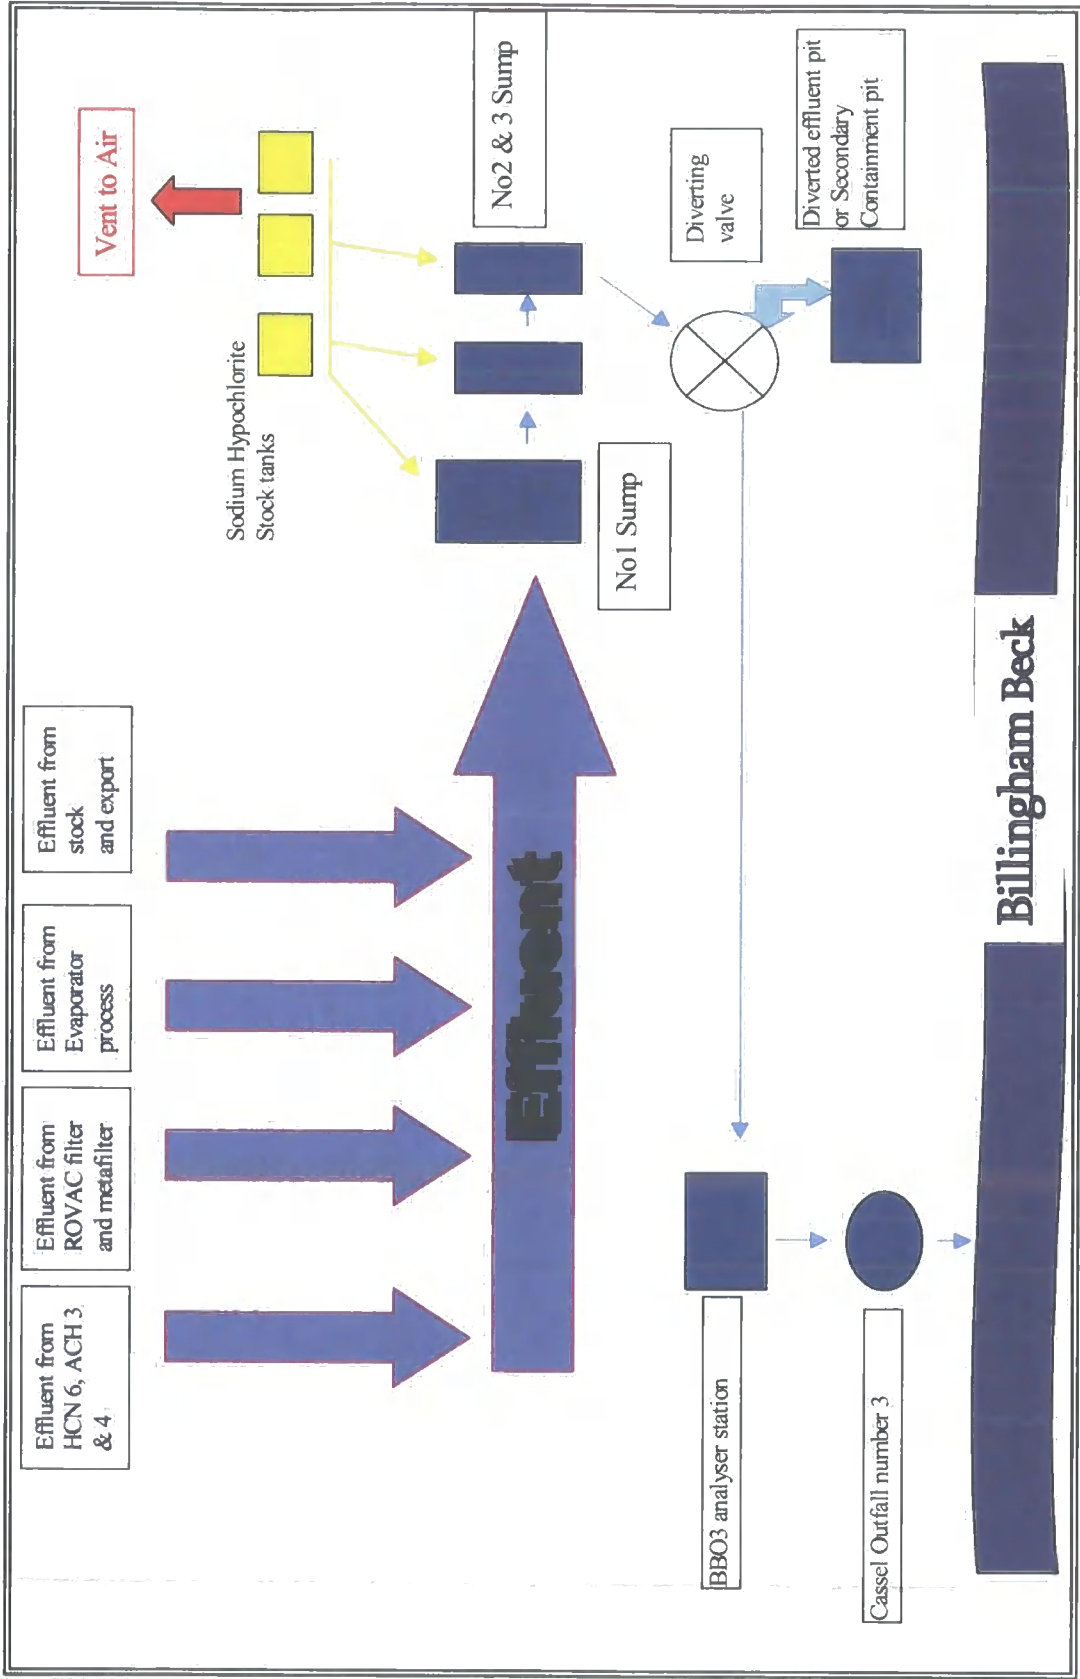 Effluent from
HCN 6, ACH 3
& 4
Effluent from
ROVAC filter
and metafilter
Effluent from
Evaporator
process
Effluent from
stock
and export
Vent to Air
Sodium Hypochlorite
Stock tanks
Effluent
No1 Sump
No2 & 3 Sump
Diverting
valve
Diverted effluent pit
or Secondary
Containment pit
BBO3 analyser station
Cassel Outfall number 3
Billingham Beck